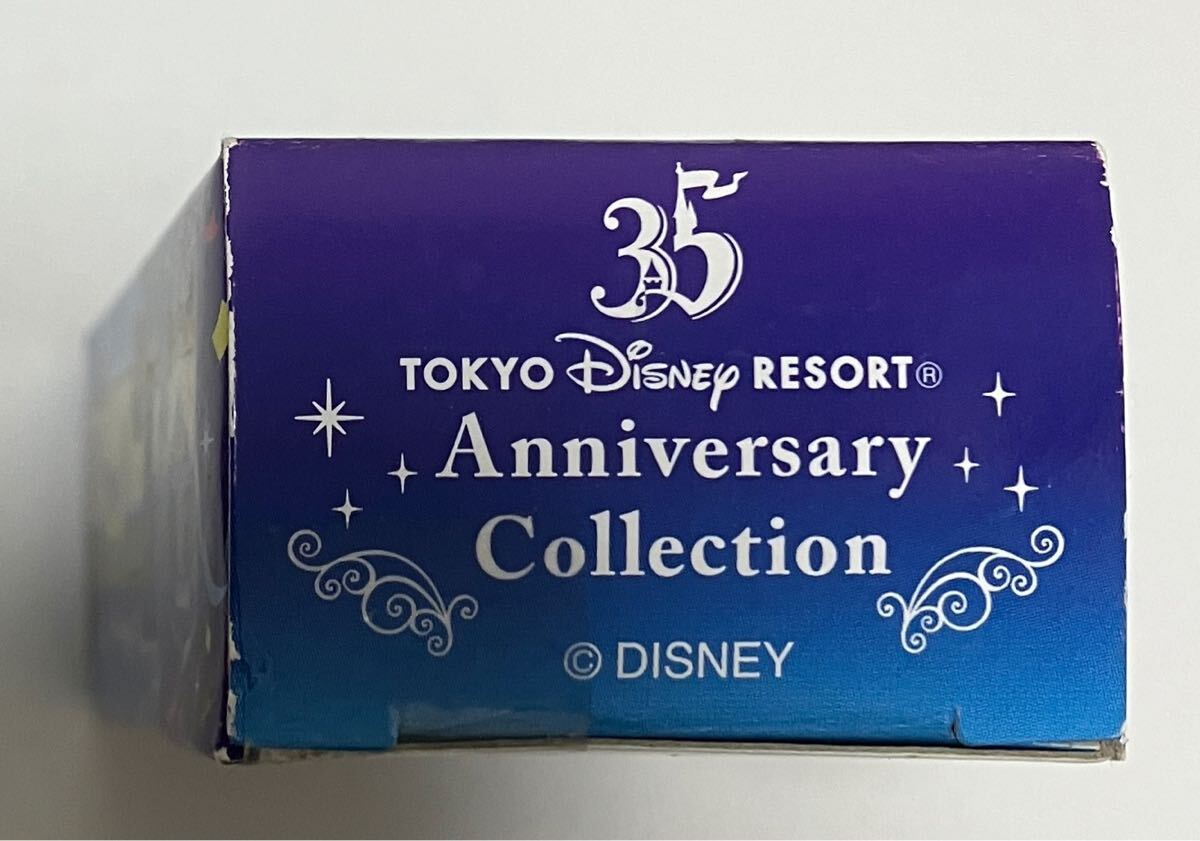 35
TOKYO Disney RESORT®
Anniversary
Collection
© DISNEY